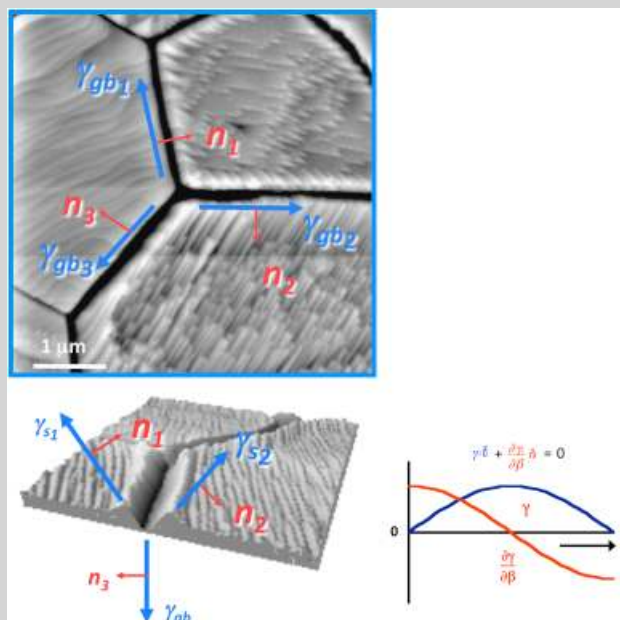 γgb1
n1
n3
γgb3
γgb2
n2
1 μm
γs1
n1
γs2
n2
n3
γgb
∂γ/∂β = 0
0
γ
∂γ/∂β